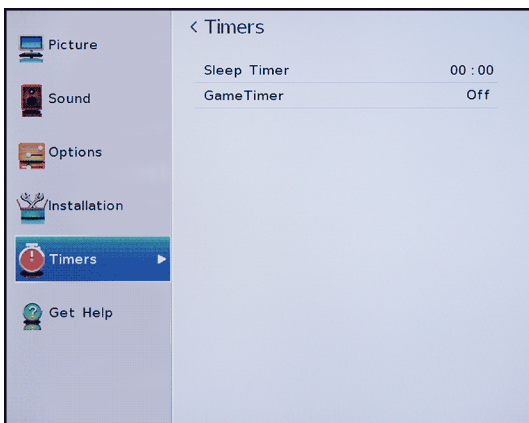 Picture
Sound
Options
Installation
Timers
Get Help
< Timers
Sleep Timer 00 : 00
GameTimer Off